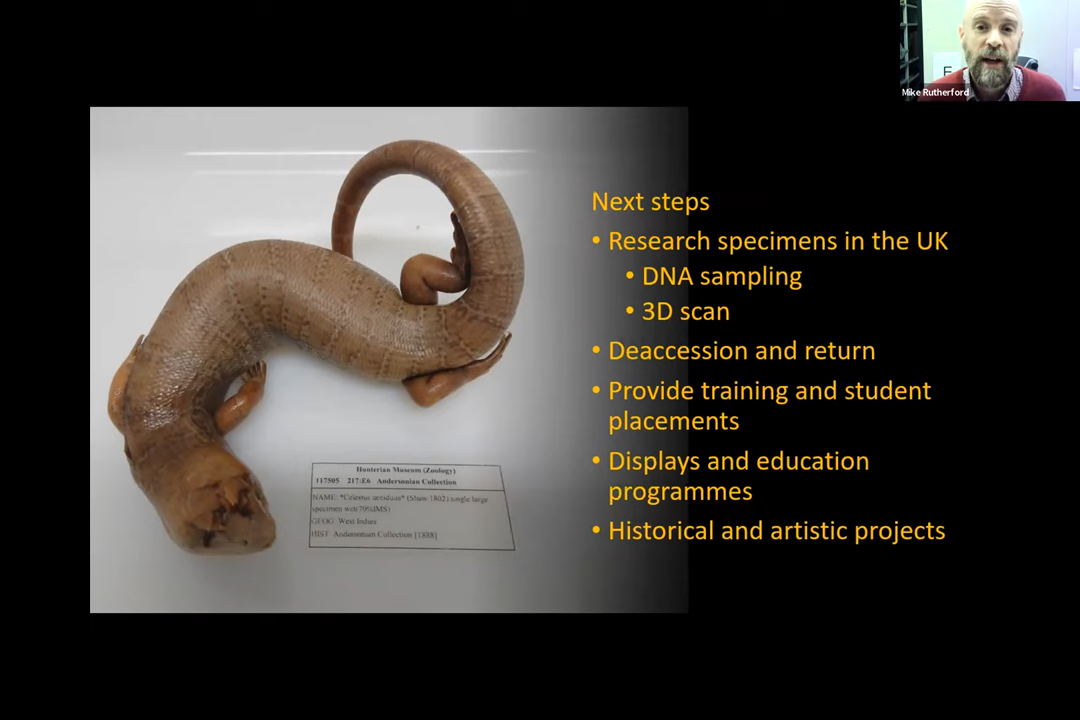 E
Mike Rutherford
Next steps
• Research specimens in the UK
• DNA sampling
• 3D scan
• Deaccession and return
• Provide training and student
placements
• Displays and education
programmes
• Historical and artistic projects
Hunterian Museum (Zoology)
117505 217:E6 Andersonian Collection
NAME: *Celestus occiduus* (Shaw 1802) single large
specimen wet(70%IMS)
GEOG: West Indies
HIST: Andersonian Collection [1888]